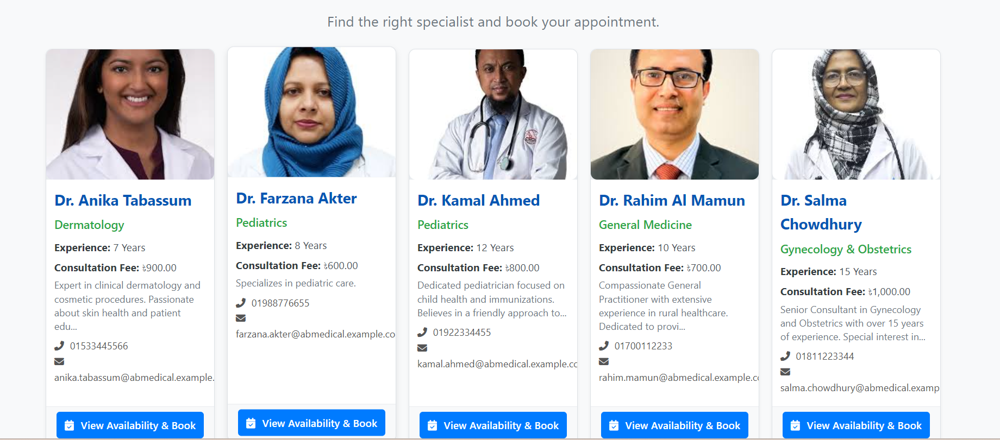 Find the right specialist and book your appointment.
Dr. Anika Tabassum
Dermatology
Experience: 7 Years
Consultation Fee: ৳900.00
Expert in clinical dermatology and
cosmetic procedures. Passionate
about skin health and patient
edu...
01533445566
anika.tabassum@abmedical.example.
View Availability & Book
Dr. Farzana Akter
Pediatrics
Experience: 8 Years
Consultation Fee: ৳600.00
Specializes in pediatric care.
01988776655
farzana.akter@abmedical.example.co
View Availability & Book
Dr. Kamal Ahmed
Pediatrics
Experience: 12 Years
Consultation Fee: ৳800.00
Dedicated pediatrician focused on
child health and immunizations.
Believes in a friendly approach to...
01922334455
kamal.ahmed@abmedical.example.cc
View Availability & Book
Dr. Rahim Al Mamun
General Medicine
Experience: 10 Years
Consultation Fee: ৳700.00
Compassionate General
Practitioner with extensive
experience in rural healthcare.
Dedicated to provi...
01700112233
rahim.mamun@abmedical.example.co
View Availability & Book
Dr. Salma
Chowdhury
Gynecology & Obstetrics
Experience: 15 Years
Consultation Fee: ৳1,000.00
Senior Consultant in Gynecology
and Obstetrics with over 15 years
of experience. Special interest in...
01811223344
salma.chowdhury@abmedical.examp
View Availability & Book